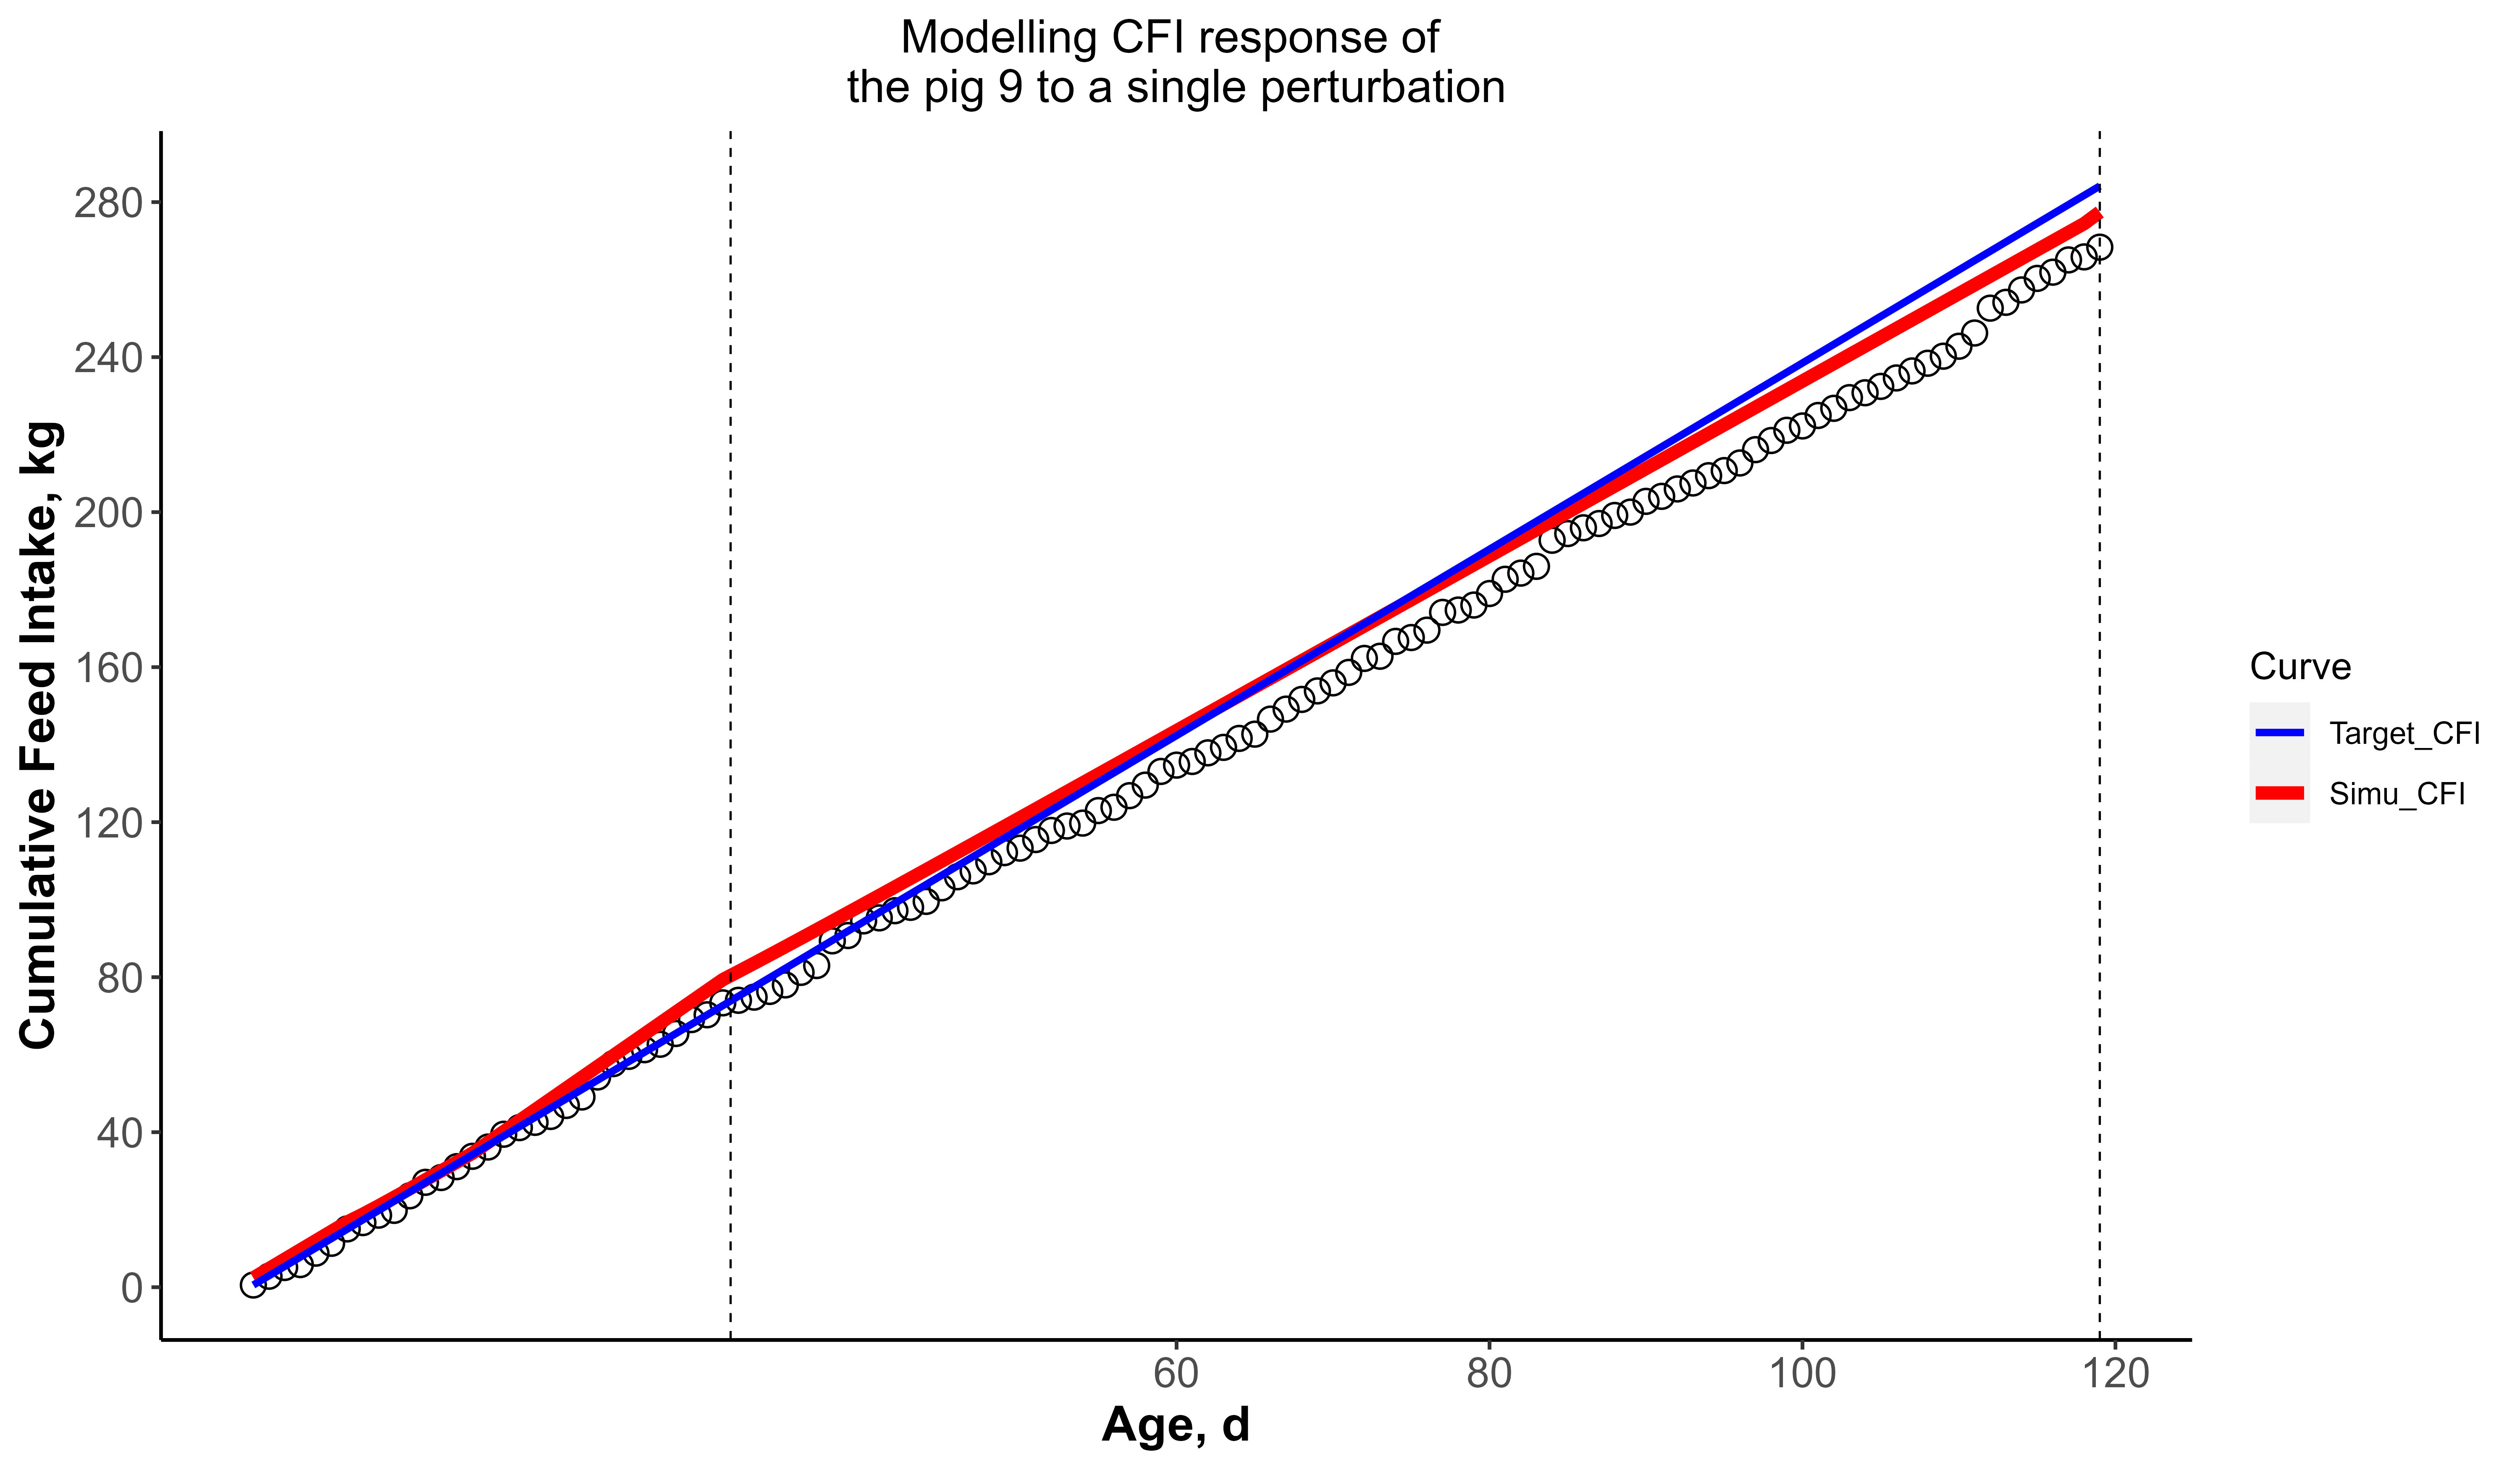 Modelling CFI response of
the pig 9 to a single perturbation
Cumulative Feed Intake, kg
280
240
200
160
120
80
40
0
60
80
100
120
Age, d
Curve
Target_CFI
Simu_CFI